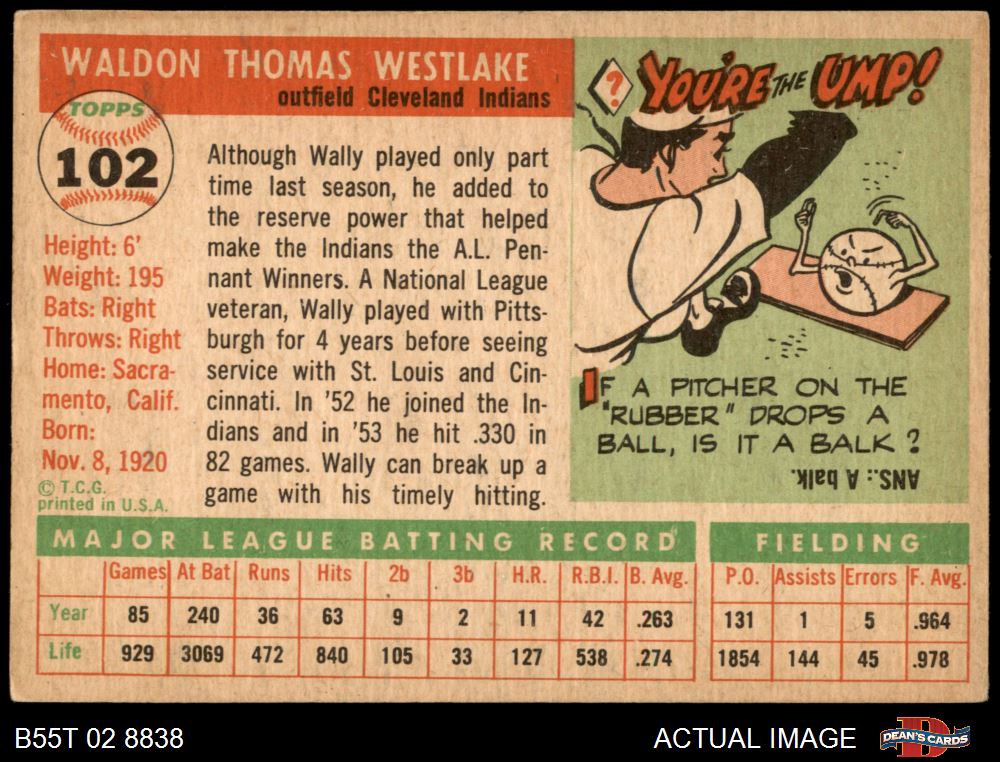 WALDON THOMAS WESTLAKE
outfield Cleveland Indians
TOPPS
102
Height: 6'
Weight: 195
Bats: Right
Throws: Right
Home: Sacra-
mento, Calif.
Born:
Nov. 8, 1920
© T.C.G.
printed in U.S.A.
Although Wally played only part
time last season, he added to
the reserve power that helped
make the Indians the A.L. Pen-
nant Winners. A National League
veteran, Wally played with Pitts-
burgh for 4 years before seeing
service with St. Louis and Cin-
cinnati. In '52 he joined the In-
dians and in '53 he hit .330 in
82 games. Wally can break up a
game with his timely hitting.
? YOU'RE THE UMP!
IF A PITCHER ON THE
"RUBBER" DROPS A
BALL, IS IT A BALK?
ANS.: A balk.
MAJOR LEAGUE BATTING RECORD FIELDING
Games At Bat Runs Hits 2b 3b H.R. R.B.I. B. Avg. P.O. Assists Errors F. Avg.
Year 85 240 36 63 9 2 11 42 .263 131 1 5 .964
Life 929 3069 472 840 105 33 127 538 .274 1854 144 45 .978
B55T 02 8838 ACTUAL IMAGE DEAN'S CARDS